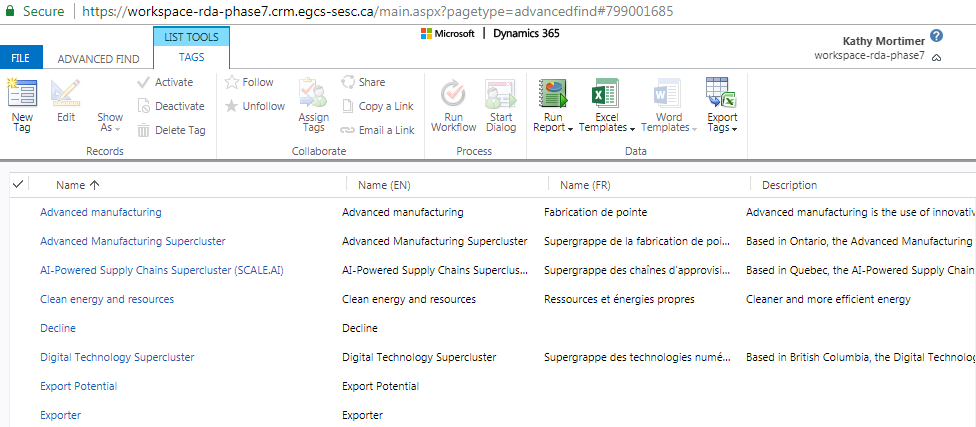 Secure https://workspace-rda-phase7.crm.egcs-sesc.ca/main.aspx?pagetype=advancedfind#799001685
Microsoft | Dynamics 365
Kathy Mortimer
workspace-rda-phase7
LIST TOOLS
FILE ADVANCED FIND TAGS
New Tag
Edit
Show As
Activate
Deactivate
Delete Tag
Records
Follow
Unfollow
Assign Tags
Share
Copy a Link
Email a Link
Collaborate
Run Workflow
Start Dialog
Process
Run Report
Excel Templates
Word Templates
Export Tags
Data
Name Name (EN) Name (FR) Description
Advanced manufacturing Advanced manufacturing Fabrication de pointe Advanced manufacturing is the use of innovativ
Advanced Manufacturing Supercluster Advanced Manufacturing Supercluster Supergrappe de la fabrication de poi... Based in Ontario, the Advanced Manufacturing
AI-Powered Supply Chains Supercluster (SCALE.AI) AI-Powered Supply Chains Superclus... Supergrappe des chaînes d'approvisi... Based in Quebec, the AI-Powered Supply Chain
Clean energy and resources Clean energy and resources Ressources et énergies propres Cleaner and more efficient energy
Decline Decline
Digital Technology Supercluster Digital Technology Supercluster Supergrappe des technologies numé... Based in British Columbia, the Digital Technolog
Export Potential Export Potential
Exporter Exporter